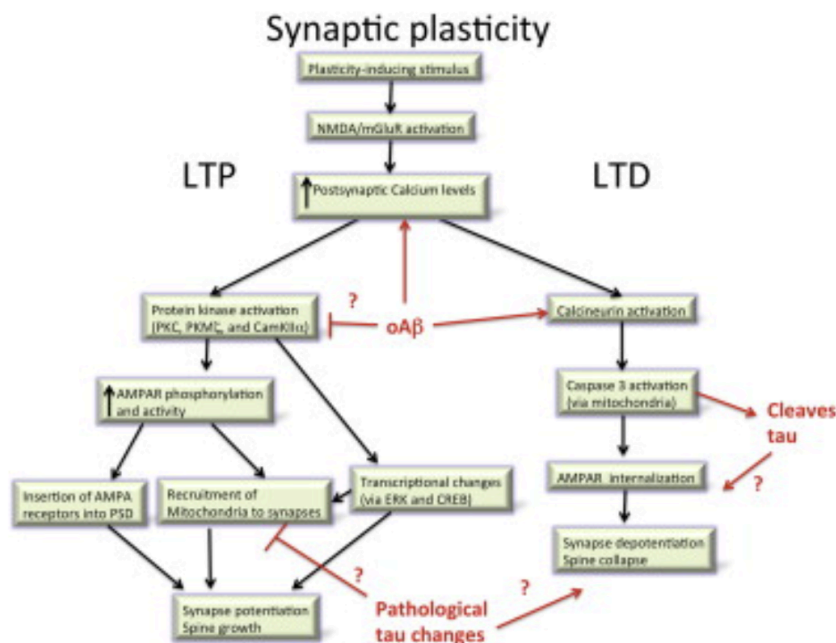 Synaptic plasticity
Plasticity-inducing stimulus
NMDA/mGluR activation
LTP
LTD
Postsynaptic Calcium levels
Protein kinase activation
(PKC, PKMζ, and CamKIIα)
?
oAβ
Calcineurin activation
AMPAR phosphorylation
and activity
Caspase 3 activation
(via mitochondria)
Cleaves
tau
Insertion of AMPA
receptors into PSD
Recruitment of
Mitochondria to synapses
Transcriptional changes
(via ERK and CREB)
AMPAR internalization
?
Synapse depotentiation
Spine collapse
?
?
Synapse potentiation
Spine growth
Pathological
tau changes